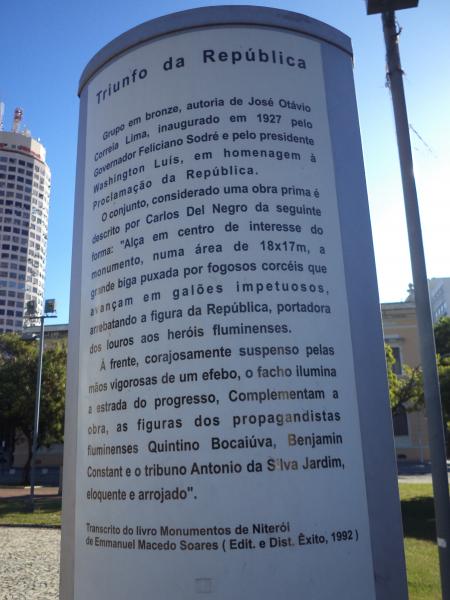 Triunfo da República
Grupo em bronze, autoria de José Otávio
Correia Lima, inaugurado em 1927 pelo
Governador Feliciano Sodré e pelo presidente
Washington Luís, em homenagem à
Proclamação da República.
O conjunto, considerado uma obra prima é
descrito por Carlos Del Negro da seguinte
forma: "Alça em centro de interesse do
monumento, numa área de 18x17m, a
grande biga puxada por fogosos corcéis que
avançam em galões impetuosos,
arrebatando a figura da República, portadora
dos louros aos heróis fluminenses.
À frente, corajosamente suspenso pelas
mãos vigorosas de um efebo, o facho ilumina
a estrada do progresso, Complementam a
obra, as figuras dos propagandistas
fluminenses Quintino Bocaiúva, Benjamin
Constant e o tribuno Antonio da Silva Jardim,
eloquente e arrojado".
Transcrito do livro Monumentos de Niterói
de Emmanuel Macedo Soares ( Edit. e Dist. Êxito, 1992 )